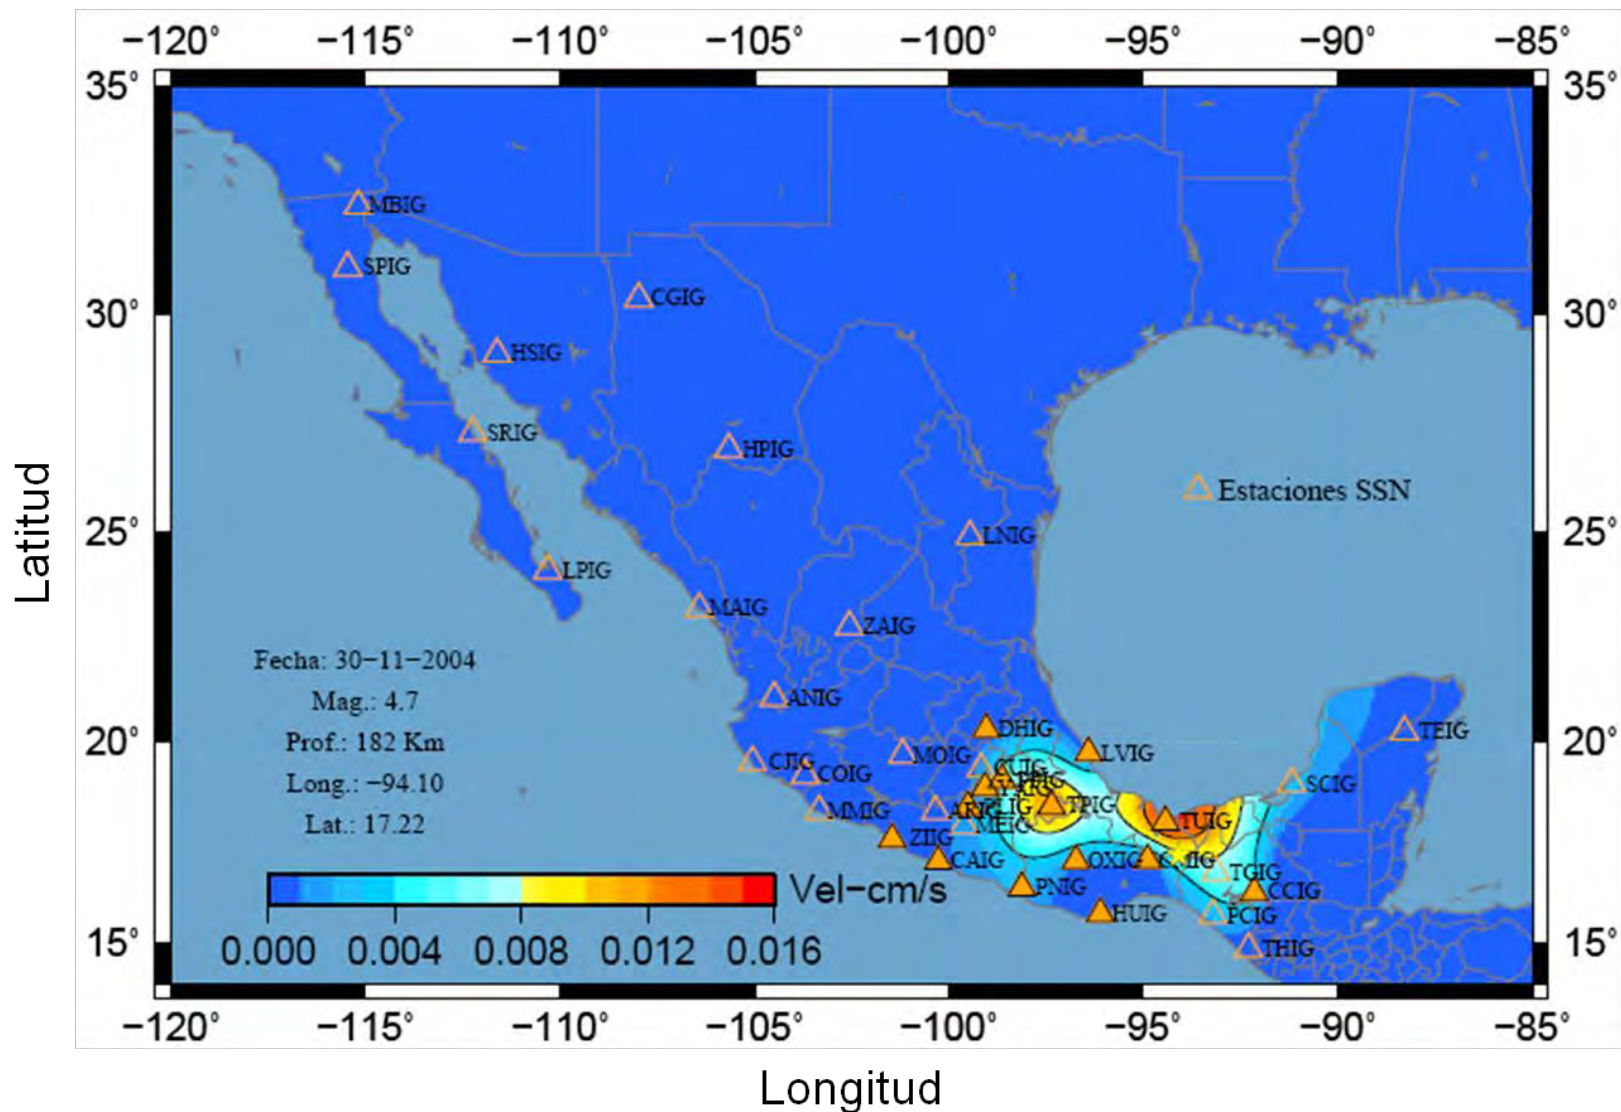 −120° −115° −110° −105° −100° −95° −90° −85°
35° 35°
MBIG
SPIG
CGIG
30° 30°
HSIG
SRIG
HPIG
Estaciones SSN
25° LNIG 25°
LPIG
MAIG
ZAIG
Fecha: 30−11−2004
Mag.: 4.7
Prof.: 182 Km
Long.: −94.10
Lat.: 17.22
ANIG
DHIG
TEIG
20° 20°
MOIG
LVIG
CJIG
COIG
SCIG
MMIG
TPIG
TUIG
MEIG
ZIIG
CAIG
OXIG
TGIG
PNIG
CCIG
HUIG
PCIG
THIG
Vel−cm/s
0.000 0.004 0.008 0.012 0.016
15° 15°
−120° −115° −110° −105° −100° −95° −90° −85°
Latitud
Longitud